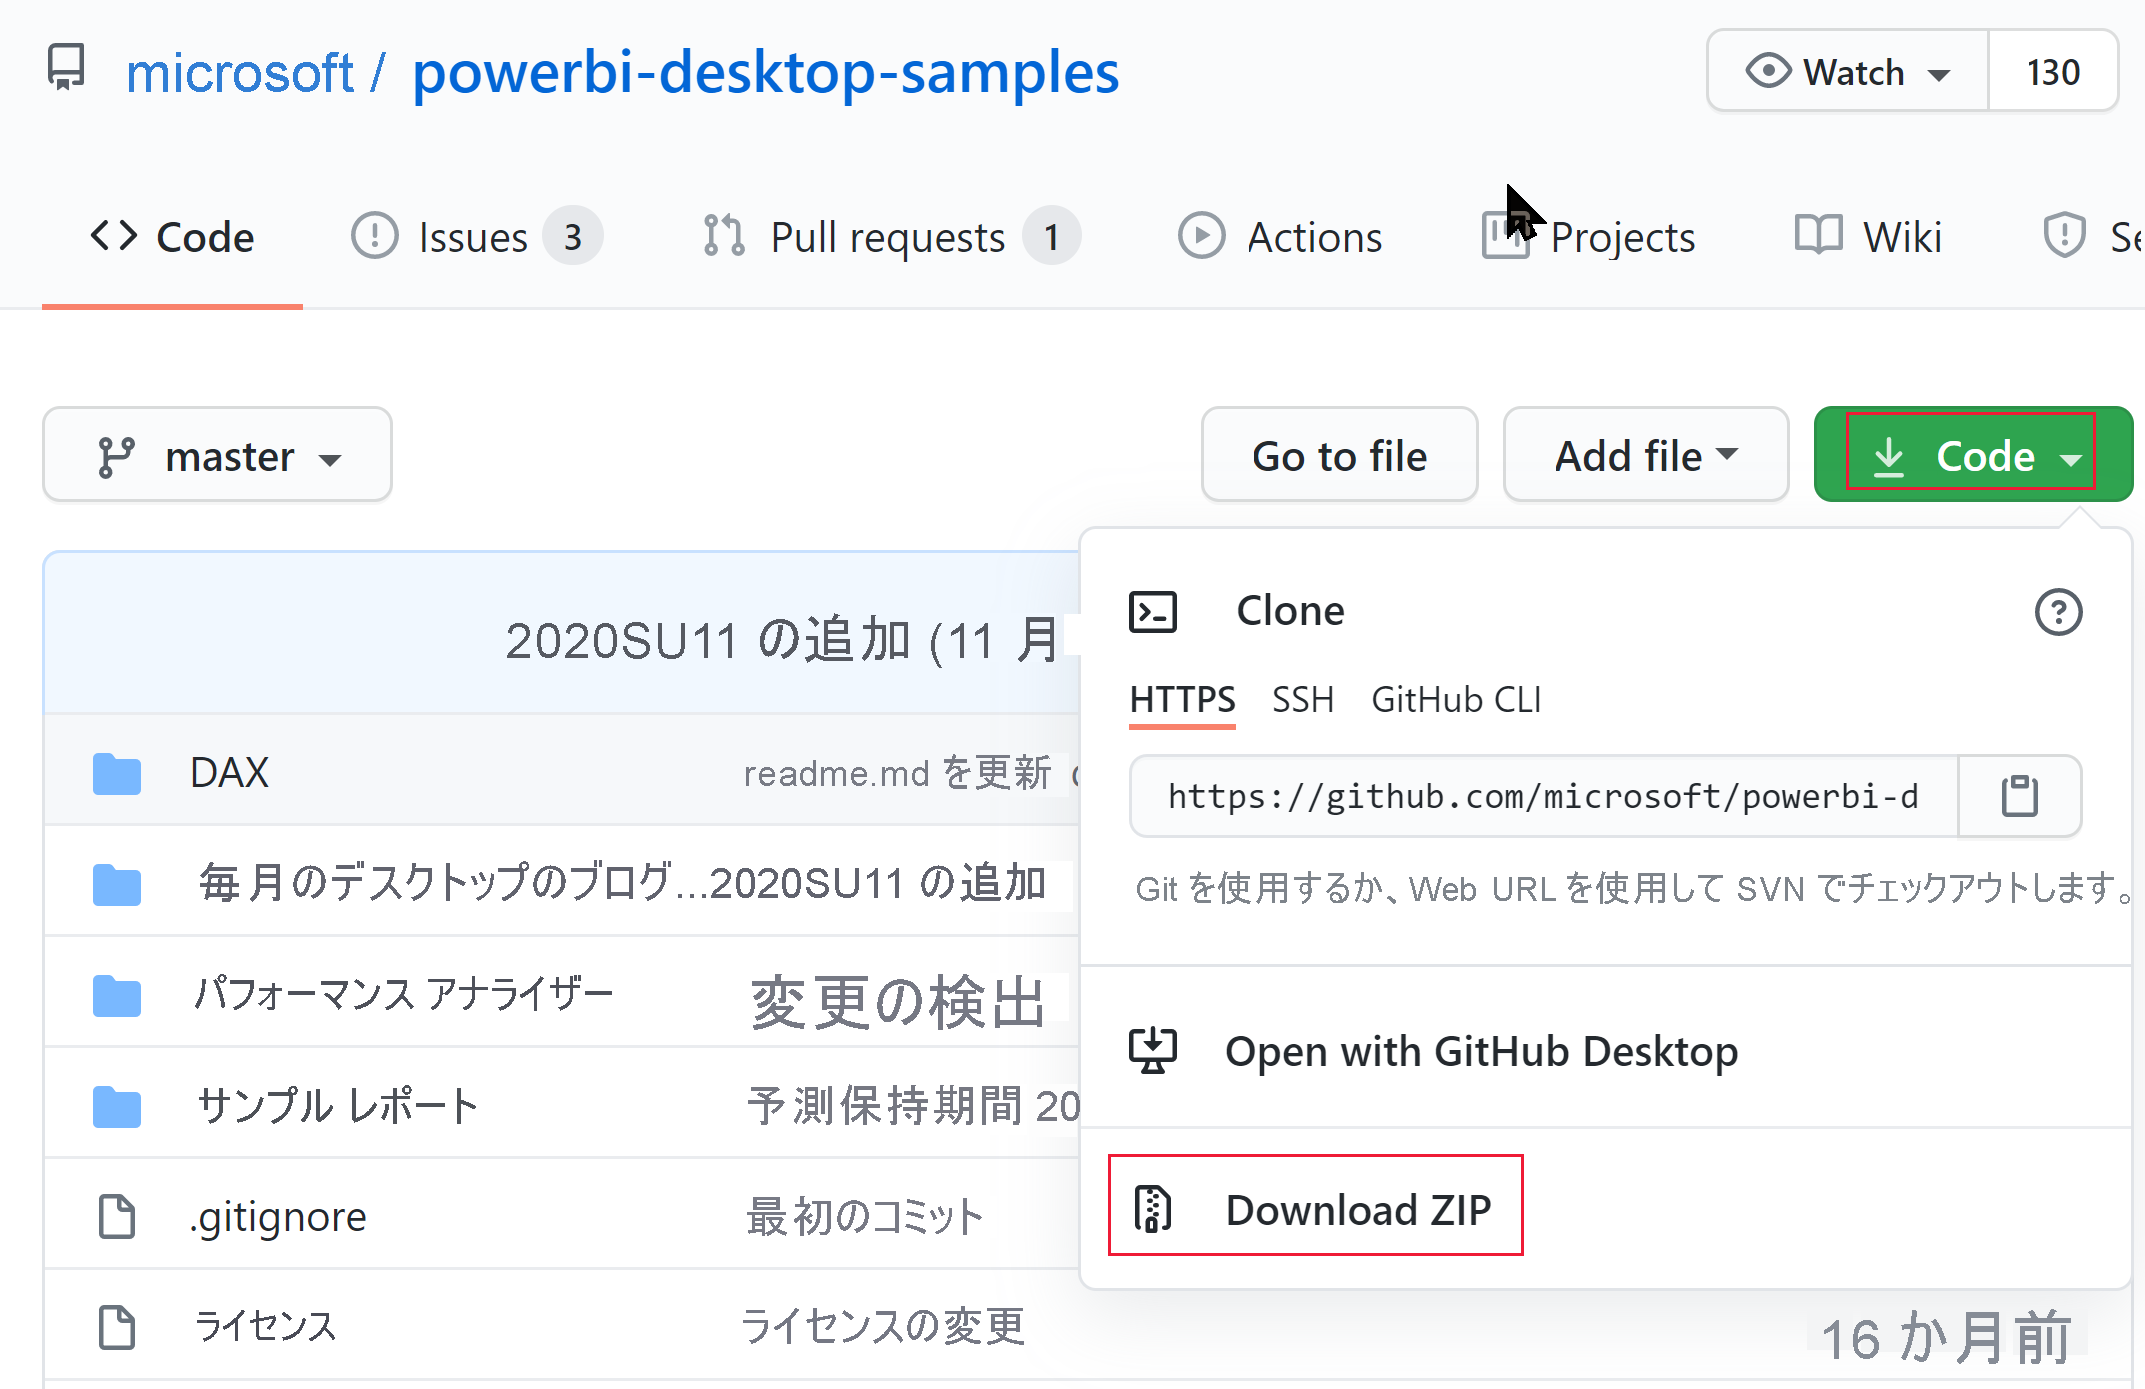 microsoft / powerbi-desktop-samples
Watch 130
Code Issues 3 Pull requests 1 Actions Projects Wiki
master Go to file Add file Code
2020SU11 の追加 (11 月
Clone
HTTPS SSH GitHub CLI
DAX readme.md を更新
https://github.com/microsoft/powerbi-d
毎月のデスクトップのブログ...2020SU11 の追加
Git を使用するか、Web URL を使用して SVN でチェックアウトします。
パフォーマンス アナライザー 変更の検出
Open with GitHub Desktop
サンプル レポート 予測保持期間 20
Download ZIP
.gitignore 最初のコミット
ライセンス ライセンスの変更
16 か月前